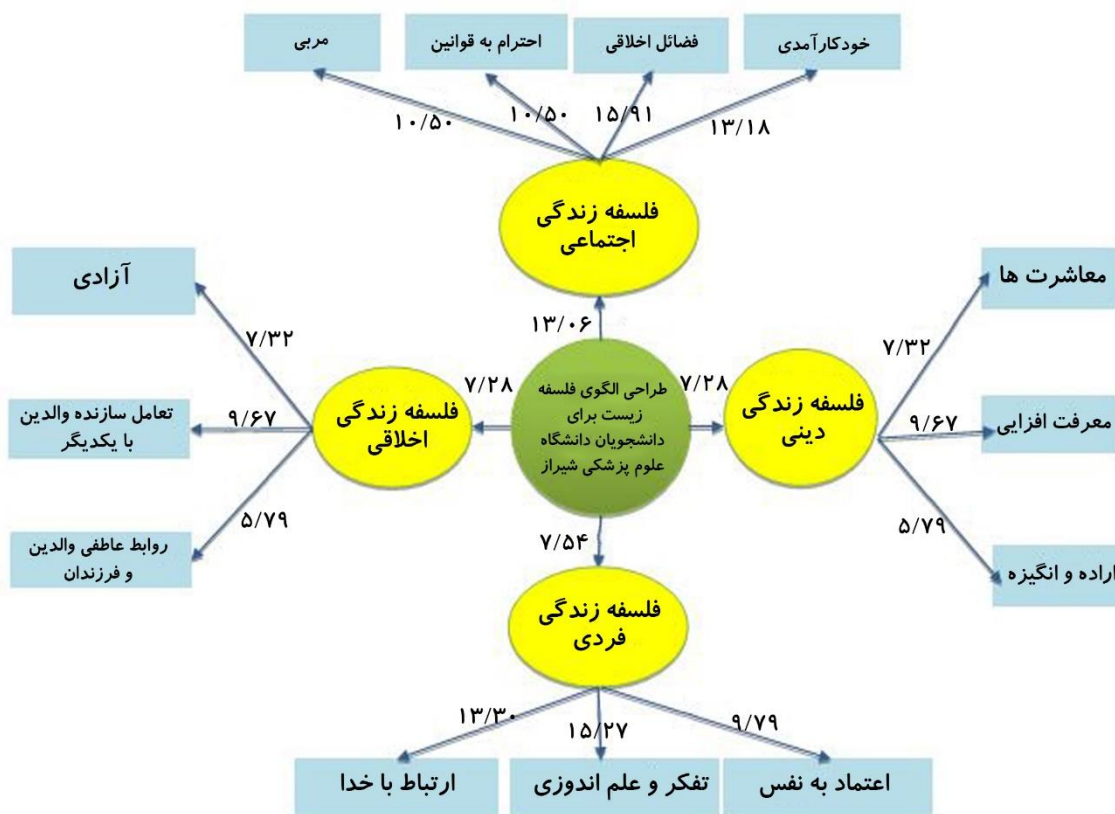 خودکارآمدی
فضائل اخلاقی
احترام به قوانین
مربی
۱۳/۱۸
۱۵/۹۱
۱۰/۵۰
۱۰/۵۰
فلسفه زندگی
اجتماعی
۱۳/۰۶
معاشرت ها
۷/۳۲
معرفت افزایی
۹/۶۷
اراده و انگیزه
۵/۷۹
فلسفه زندگی
دینی
۷/۲۸
طراحی الگوی فلسفه
زیست برای
دانشجویان دانشگاه
علوم پزشکی شیراز
۷/۲۸
فلسفه زندگی
اخلاقی
آزادی
۷/۳۲
تعامل سازنده والدین
با یکدیگر
۹/۶۷
روابط عاطفی والدین
و فرزندان
۵/۷۹
۷/۵۴
فلسفه زندگی
فردی
۹/۷۹
۱۵/۲۷
۱۳/۳۰
اعتماد به نفس
تفکر و علم اندوزی
ارتباط با خدا